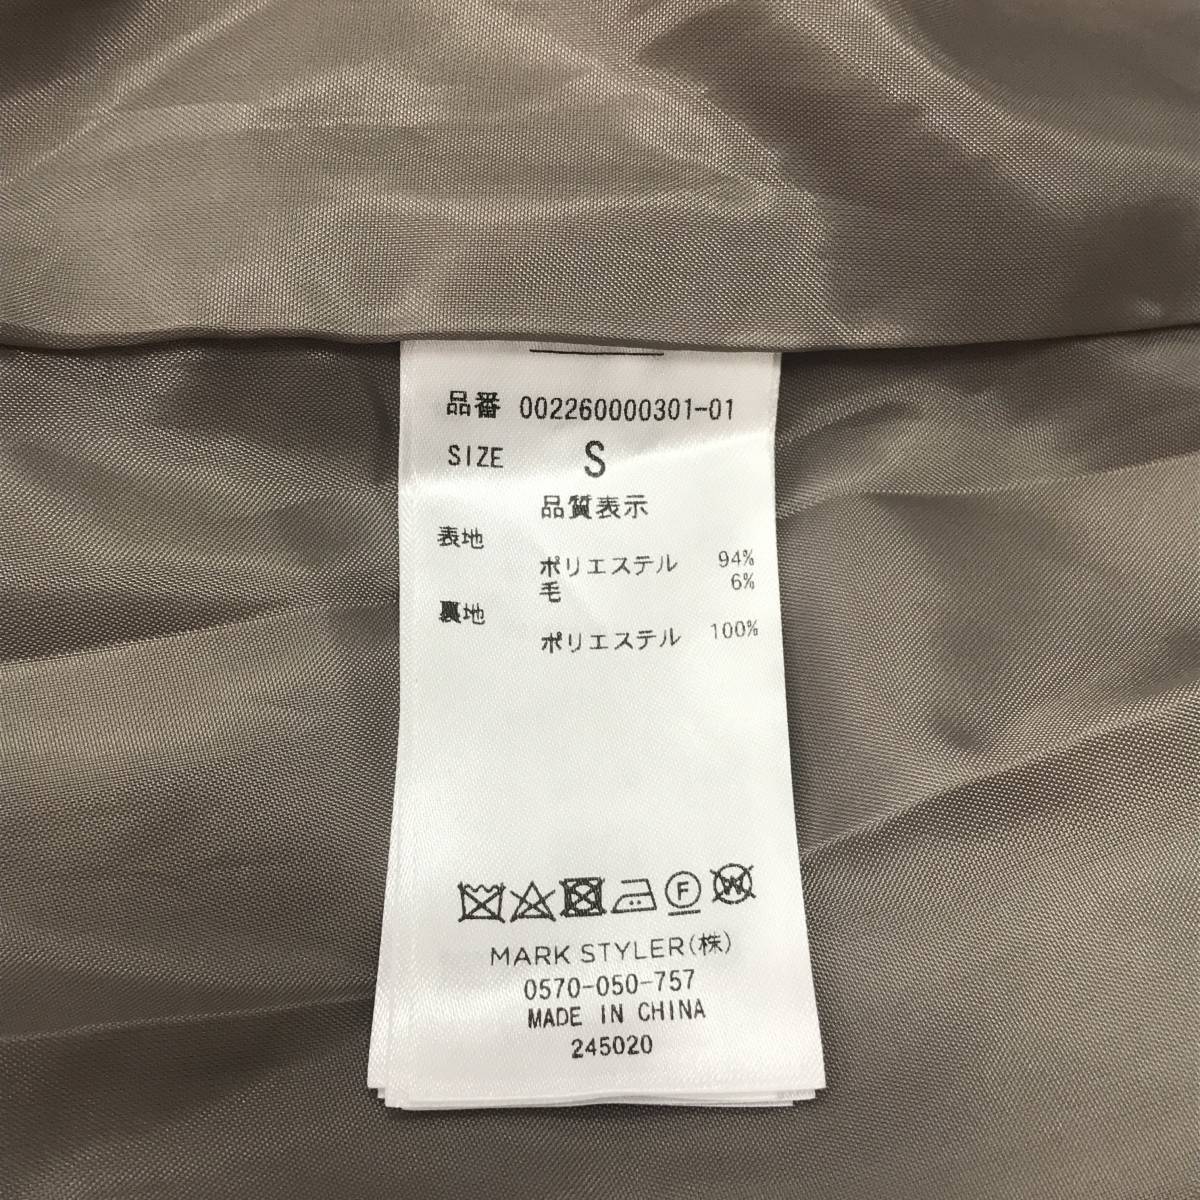 品番 002260000301-01
SIZE S
品質表示
表地
ポリエステル 94%
毛 6%
裏地
ポリエステル 100%
F W
MARK STYLER(株)
0570-050-757
MADE IN CHINA
245020